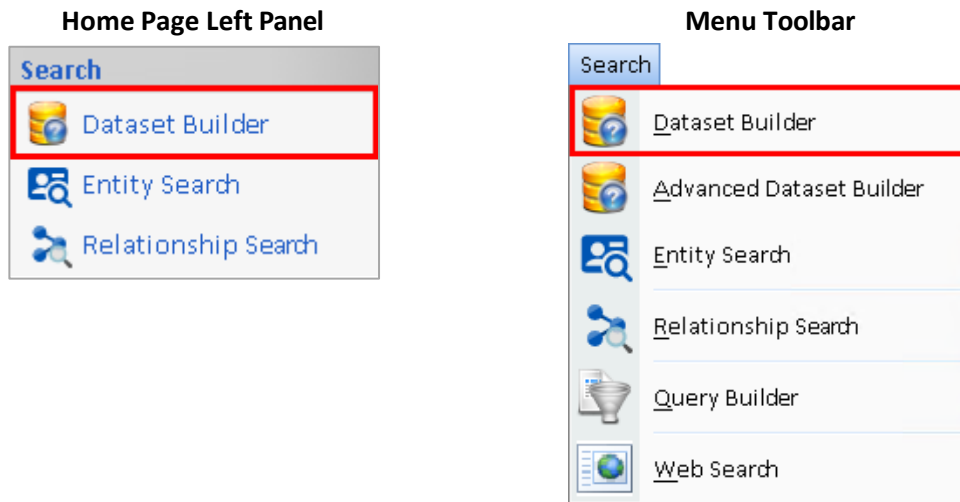 Home Page Left Panel
Search
Dataset Builder
Entity Search
Relationship Search
Menu Toolbar
Search
Dataset Builder
Advanced Dataset Builder
Entity Search
Relationship Search
Query Builder
Web Search